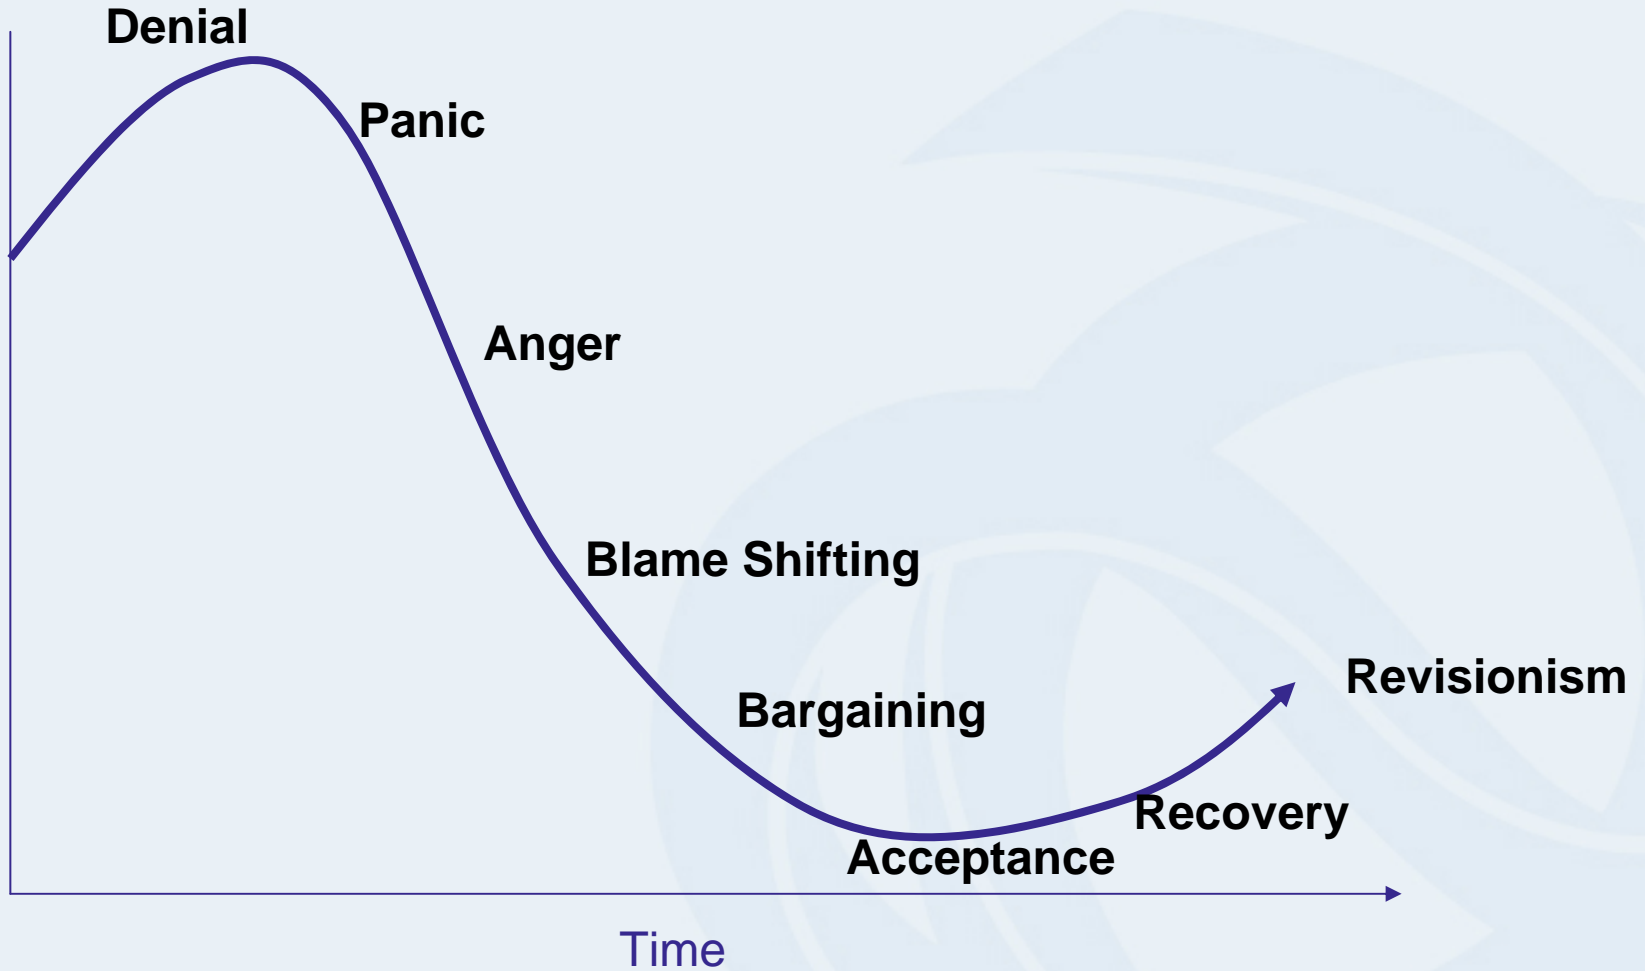 Denial
Panic
Anger
Blame Shifting
Bargaining
Revisionism
Recovery
Acceptance
Time